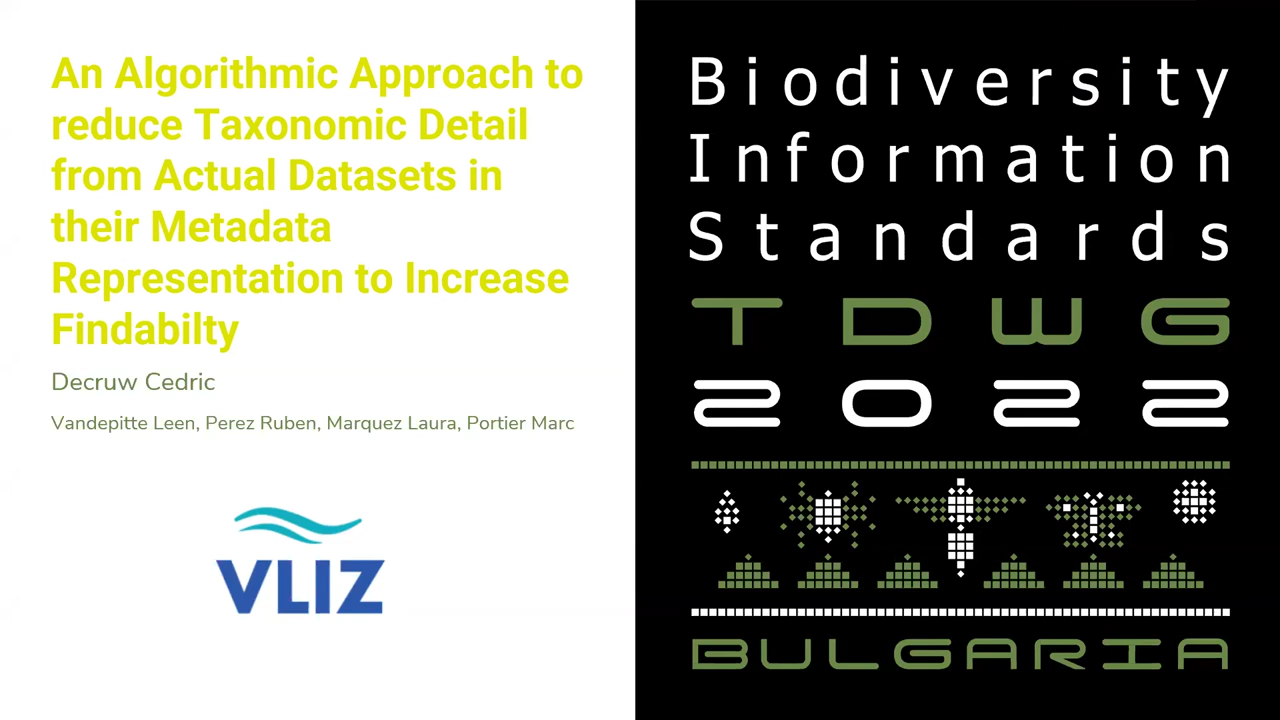 An Algorithmic Approach to
reduce Taxonomic Detail
from Actual Datasets in
their Metadata
Representation to Increase
Findabilty
Decruw Cedric
Vandepitte Leen, Perez Ruben, Marquez Laura, Portier Marc
VLIZ
Biodiversity
Information
Standards
TDWG
2022
BULGARIA